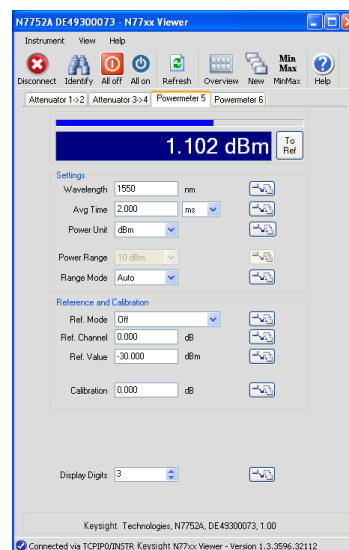 N7752A DE49300073 - N77xx Viewer
Instrument View Help
Disconnect Identify All off All on Refresh Overview New Min Max MinMax Help
Attenuator 1->2 Attenuator 3->4 Powermeter 5 Powermeter 6
1.102 dBm To Ref
Settings
Wavelength 1550 nm
Avg Time 2.000 ms
Power Unit dBm
Power Range 10 dBm
Range Mode Auto
Reference and Calibration
Ref. Mode Off
Ref. Channel 0.000 dB
Ref. Value -30.000 dBm
Calibration 0.000 dB
Display Digits 3
Keysight Technologies, N7752A, DE49300073, 1.00
Connected via TCPIP0/INSTR Keysight N77xx Viewer - Version 1.3.3596.32112